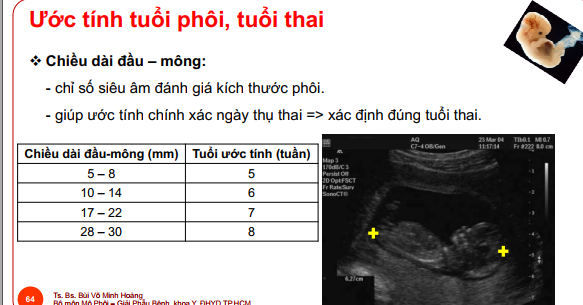 Ước tính tuổi phôi, tuổi thai
❖ Chiều dài đầu – mông:
- chỉ số siêu âm đánh giá kích thước phôi.
- giúp ước tính chính xác ngày thụ thai => xác định đúng tuổi thai.
Chiều dài đầu-mông (mm) Tuổi ước tính (tuần)
5 – 8 5
10 – 14 6
17 – 22 7
28 – 30 8
AQ 23 Mar 04 TIb0.1 MI 0.7
C7-4 OB/Gen 11:17:14 Fr #222 8.0 cm
Map 3
170dB/C 3
Persist Off
2D Opt:FSCT
Fr Rate:Surv
SonoCT®
6.27cm
64
Ts. Bs. Bùi Võ Minh Hoàng
Bộ môn Mô Phôi – Giải Phẫu Bệnh, khoa Y, ĐHYD TP.HCM